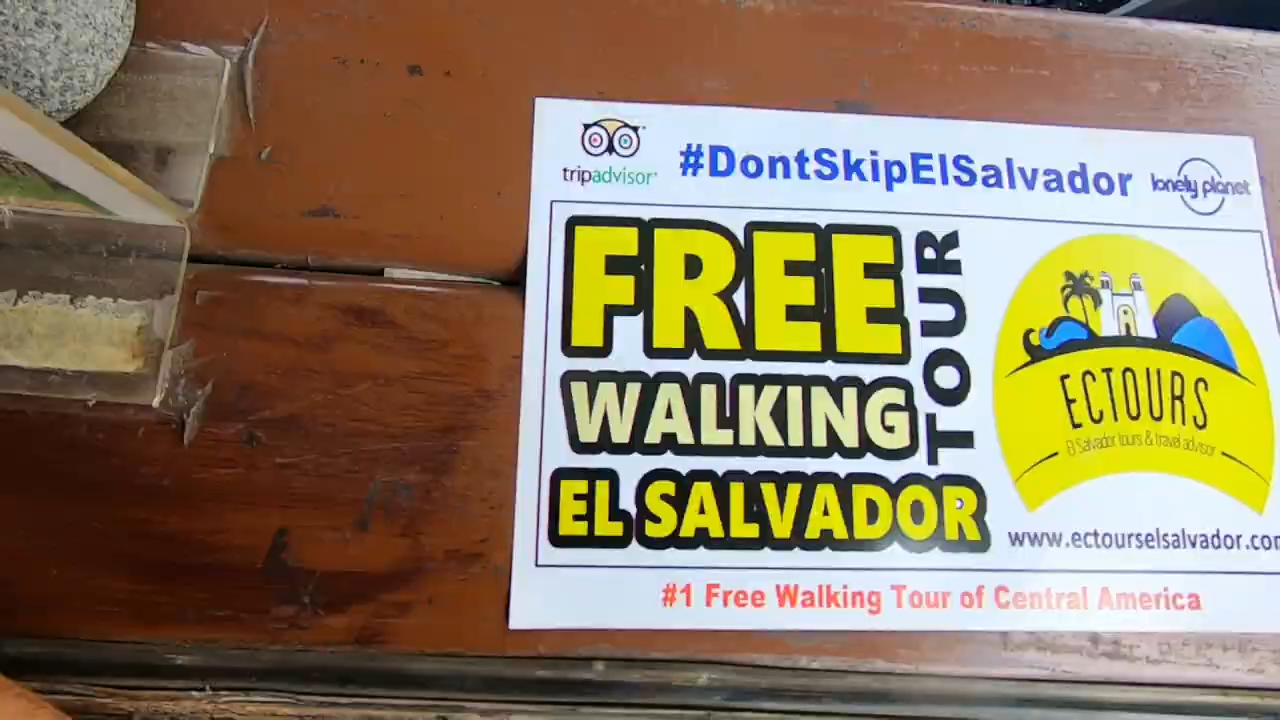 tripadvisor
#DontSkipElSalvador
lonely planet
FREE
WALKING
TOUR
EL SALVADOR
ECTOURS
El Salvador tours & travel advisor
www.ectourselsalvador.com
#1 Free Walking Tour of Central America